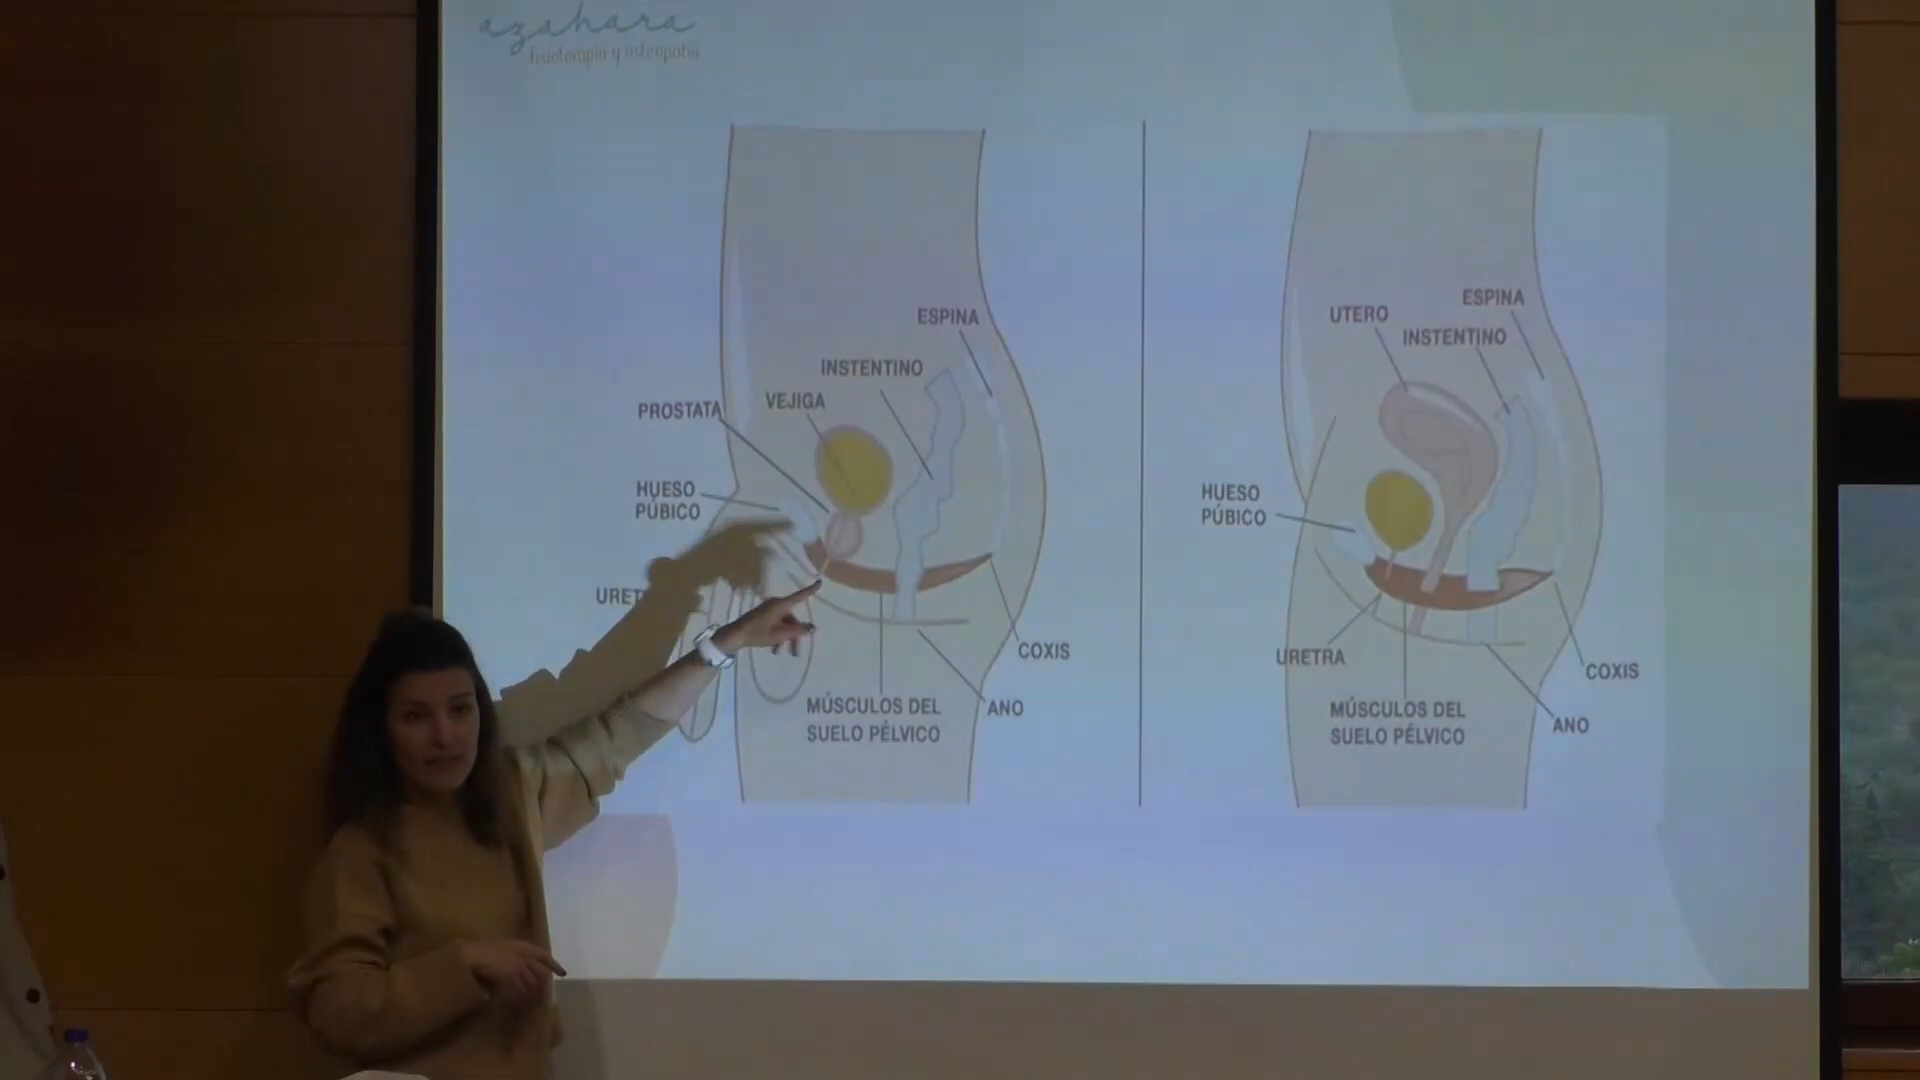 azahara
fisioterapia y osteopatía
ESPINA
INSTENTINO
VEJIGA
PROSTATA
HUESO
PÚBICO
COXIS
ANO
MÚSCULOS DEL
SUELO PÉLVICO
ESPINA
UTERO
INSTENTINO
HUESO
PÚBICO
URETRA
COXIS
MÚSCULOS DEL
SUELO PÉLVICO
ANO